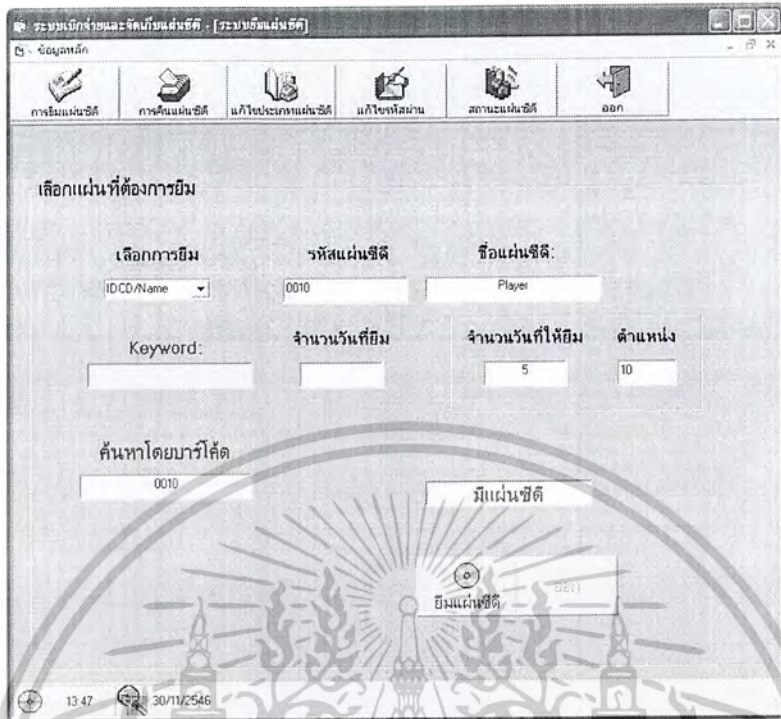 ระบบเบิกจ่ายและจัดเก็บแผ่นซีดี - [ระบบยืมแผ่นซีดี]
ข้อมูลหลัก
การยืมแผ่นซีดี การคืนแผ่นซีดี แก้ไขประเภทแผ่นซีดี แก้ไขรหัสผ่าน สถานะแผ่นซีดี ออก
เลือกแผ่นที่ต้องการยืม
เลือกการยืม รหัสแผ่นซีดี ชื่อแผ่นซีดี:
IDCD/Name 0010 Player
Keyword: จำนวนวันที่ยืม จำนวนวันที่ให้ยืม ตำแหน่ง
5 10
ค้นหาโดยบาร์โค้ด
0010
มีแผ่นซีดี
ยืมแผ่นซีดี
13:47 30/11/2546